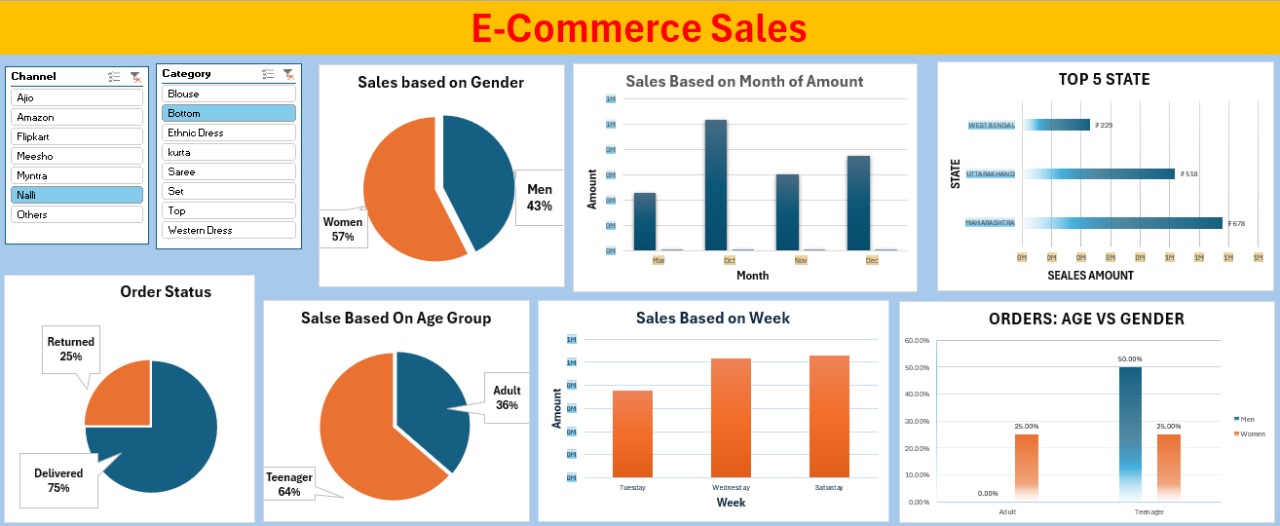 E-Commerce Sales
Channel
Ajio
Amazon
Flipkart
Meesho
Myntra
Nalli
Others
Category
Blouse
Bottom
Ethnic Dress
kurta
Saree
Set
Top
Western Dress
Sales based on Gender
Men
43%
Women
57%
Sales Based on Month of Amount
1M
1M
0M
0M
0M
0M
0M
Amount
Mar
Oct
Nov
Dec
Month
TOP 5 STATE
STATE
WEST BENGAL
₹ 229
UTTARAKHAND
₹ 518
MAHARASHTRA
₹ 678
0M
0M
0M
0M
0M
1M
1M
1M
1M
SEALES AMOUNT
Order Status
Returned
25%
Delivered
75%
Salse Based On Age Group
Adult
36%
Teenager
64%
Sales Based on Week
1M
1M
0M
0M
0M
0M
0M
Amount
Tuesday
Wednesday
Saturday
Week
ORDERS: AGE VS GENDER
60.00%
50.00%
40.00%
30.00%
20.00%
10.00%
0.00%
0.00%
25.00%
50.00%
25.00%
Adult
Teenager
Men
Women